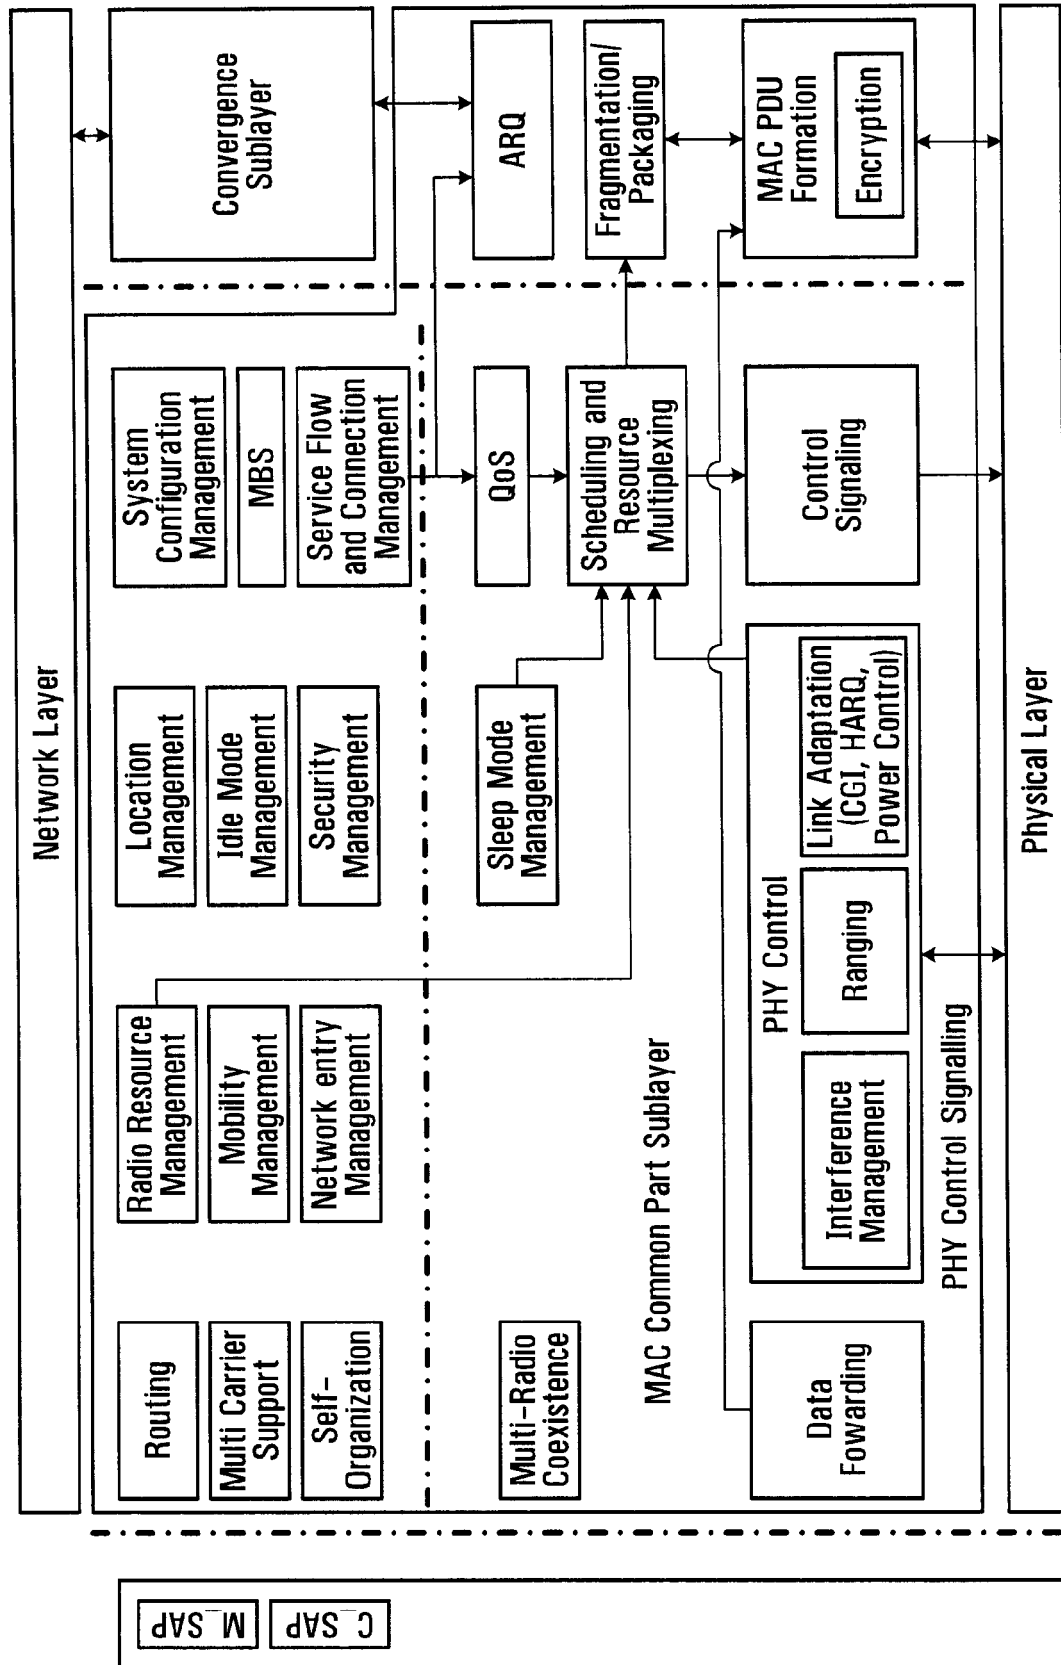 Network Layer
Routing
Multi Carrier
Support
Self-
Organization
Radio Resource
Management
Mobility
Management
Network entry
Management
Location
Management
Idle Mode
Management
Security
Management
System
Configuration
Management
MBS
Service Flow
and Connection
Management
Convergence
Sublayer
M_SAP
C_SAP
Multi-Radio
Coexistence
Sleep Mode
Management
QoS
ARQ
Scheduling and
Resource
Multiplexing
Fragmentation/
Packaging
MAC Common Part Sublayer
Data
Fowarding
PHY Control
Interference
Management
Ranging
Link Adaptation
(CGI, HARQ,
Power Control)
Control
Signaling
MAC PDU
Formation
Encryption
PHY Control Signalling
Physical Layer